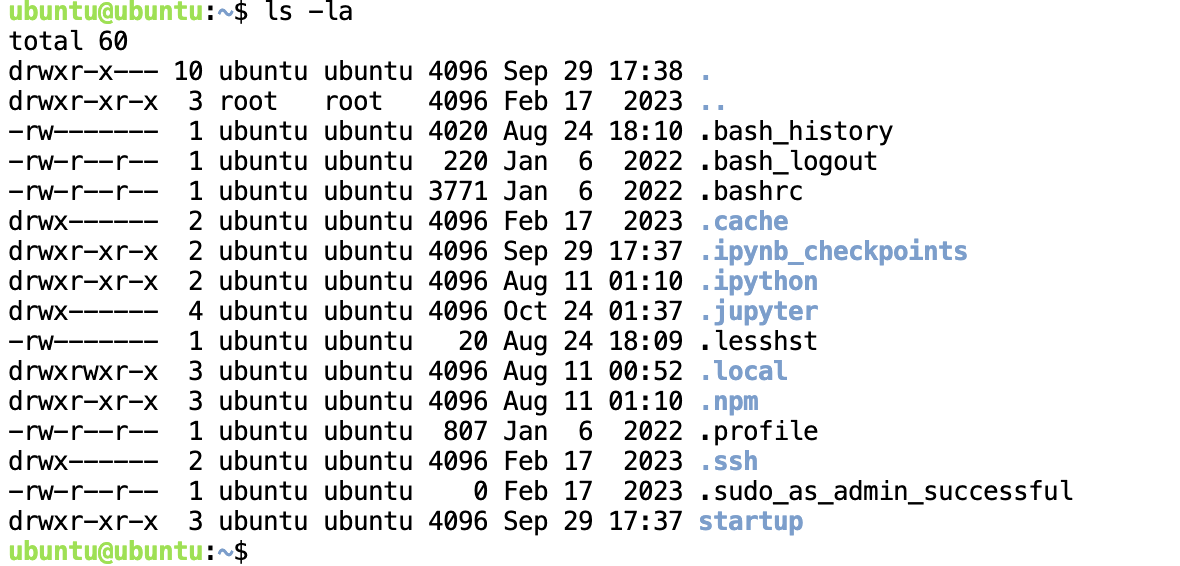 ubuntu@ubuntu:~$ ls -la
total 60
drwxr-x--- 10 ubuntu ubuntu 4096 Sep 29 17:38 .
drwxr-xr-x  3 root   root   4096 Feb 17  2023 ..
-rw-------  1 ubuntu ubuntu 4020 Aug 24 18:10 .bash_history
-rw-r--r--  1 ubuntu ubuntu  220 Jan  6  2022 .bash_logout
-rw-r--r--  1 ubuntu ubuntu 3771 Jan  6  2022 .bashrc
drwx------  2 ubuntu ubuntu 4096 Feb 17  2023 .cache
drwxr-xr-x  2 ubuntu ubuntu 4096 Sep 29 17:37 .ipynb_checkpoints
drwxr-xr-x  2 ubuntu ubuntu 4096 Aug 11 01:10 .ipython
drwx------  4 ubuntu ubuntu 4096 Oct 24 01:37 .jupyter
-rw-------  1 ubuntu ubuntu   20 Aug 24 18:09 .lesshst
drwxrwxr-x  3 ubuntu ubuntu 4096 Aug 11 00:52 .local
drwxr-xr-x  3 ubuntu ubuntu 4096 Aug 11 01:10 .npm
-rw-r--r--  1 ubuntu ubuntu  807 Jan  6  2022 .profile
drwx------  2 ubuntu ubuntu 4096 Feb 17  2023 .ssh
-rw-r--r--  1 ubuntu ubuntu    0 Feb 17  2023 .sudo_as_admin_successful
drwxr-xr-x  3 ubuntu ubuntu 4096 Sep 29 17:37 startup
ubuntu@ubuntu:~$